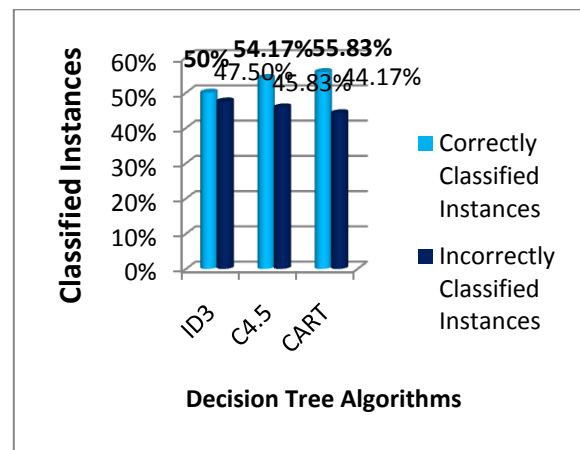 54.17%
55.83%
50%
47.50%
45.83%
44.17%
60%
50%
40%
30%
20%
10%
0%
Classified Instances
ID3
C4.5
CART
Decision Tree Algorithms
Correctly
Classified
Instances
Incorrectly
Classified
Instances